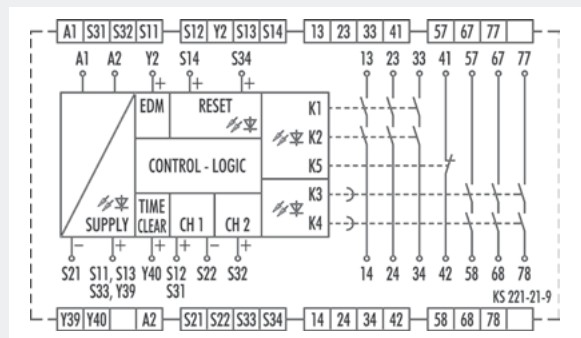 A1 S31 S32 S11 S12 Y2 S13 S14 13 23 33 41 57 67 77
A1 A2 Y2 S14 S34 13 23 33 41 57 67 77
+ + +
EDM RESET K1
K2
CONTROL - LOGIC K5
K3
SUPPLY TIME CLEAR CH 1 CH 2 K4
− + + + − +
S21 S11, S13 Y40 S12 S22 S32 14 24 34 42 58 68 78
S33, Y39 S31
KS 221-21-9
Y39 Y40 A2 S21 S22 S33 S34 14 24 34 42 58 68 78